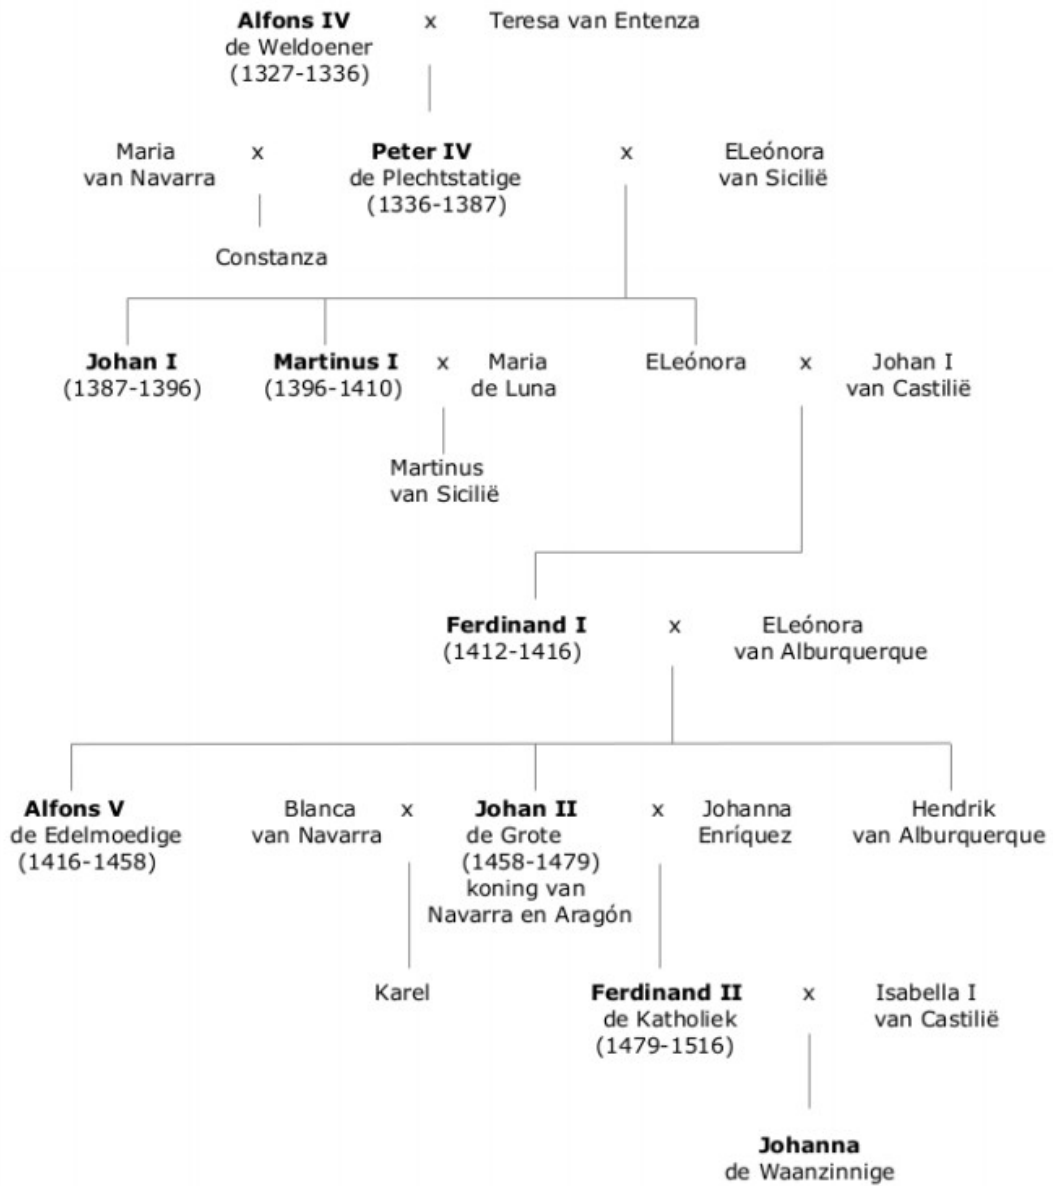 Alfons IV x Teresa van Entenza
de Weldoener
(1327-1336)
Maria x Peter IV x ELeónora
van Navarra de Plechtstatige van Sicilië
(1336-1387)
Constanza
Johan I Martinus I x Maria ELeónora x Johan I
(1387-1396) (1396-1410) de Luna van Castilië
Martinus
van Sicilië
Ferdinand I x ELeónora
(1412-1416) van Alburquerque
Alfons V Blanca x Johan II x Johanna Hendrik
de Edelmoedige van Navarra de Grote Enríquez van Alburquerque
(1416-1458) (1458-1479)
koning van
Navarra en Aragón
Karel Ferdinand II x Isabella I
de Katholiek van Castilië
(1479-1516)
Johanna
de Waanzinnige